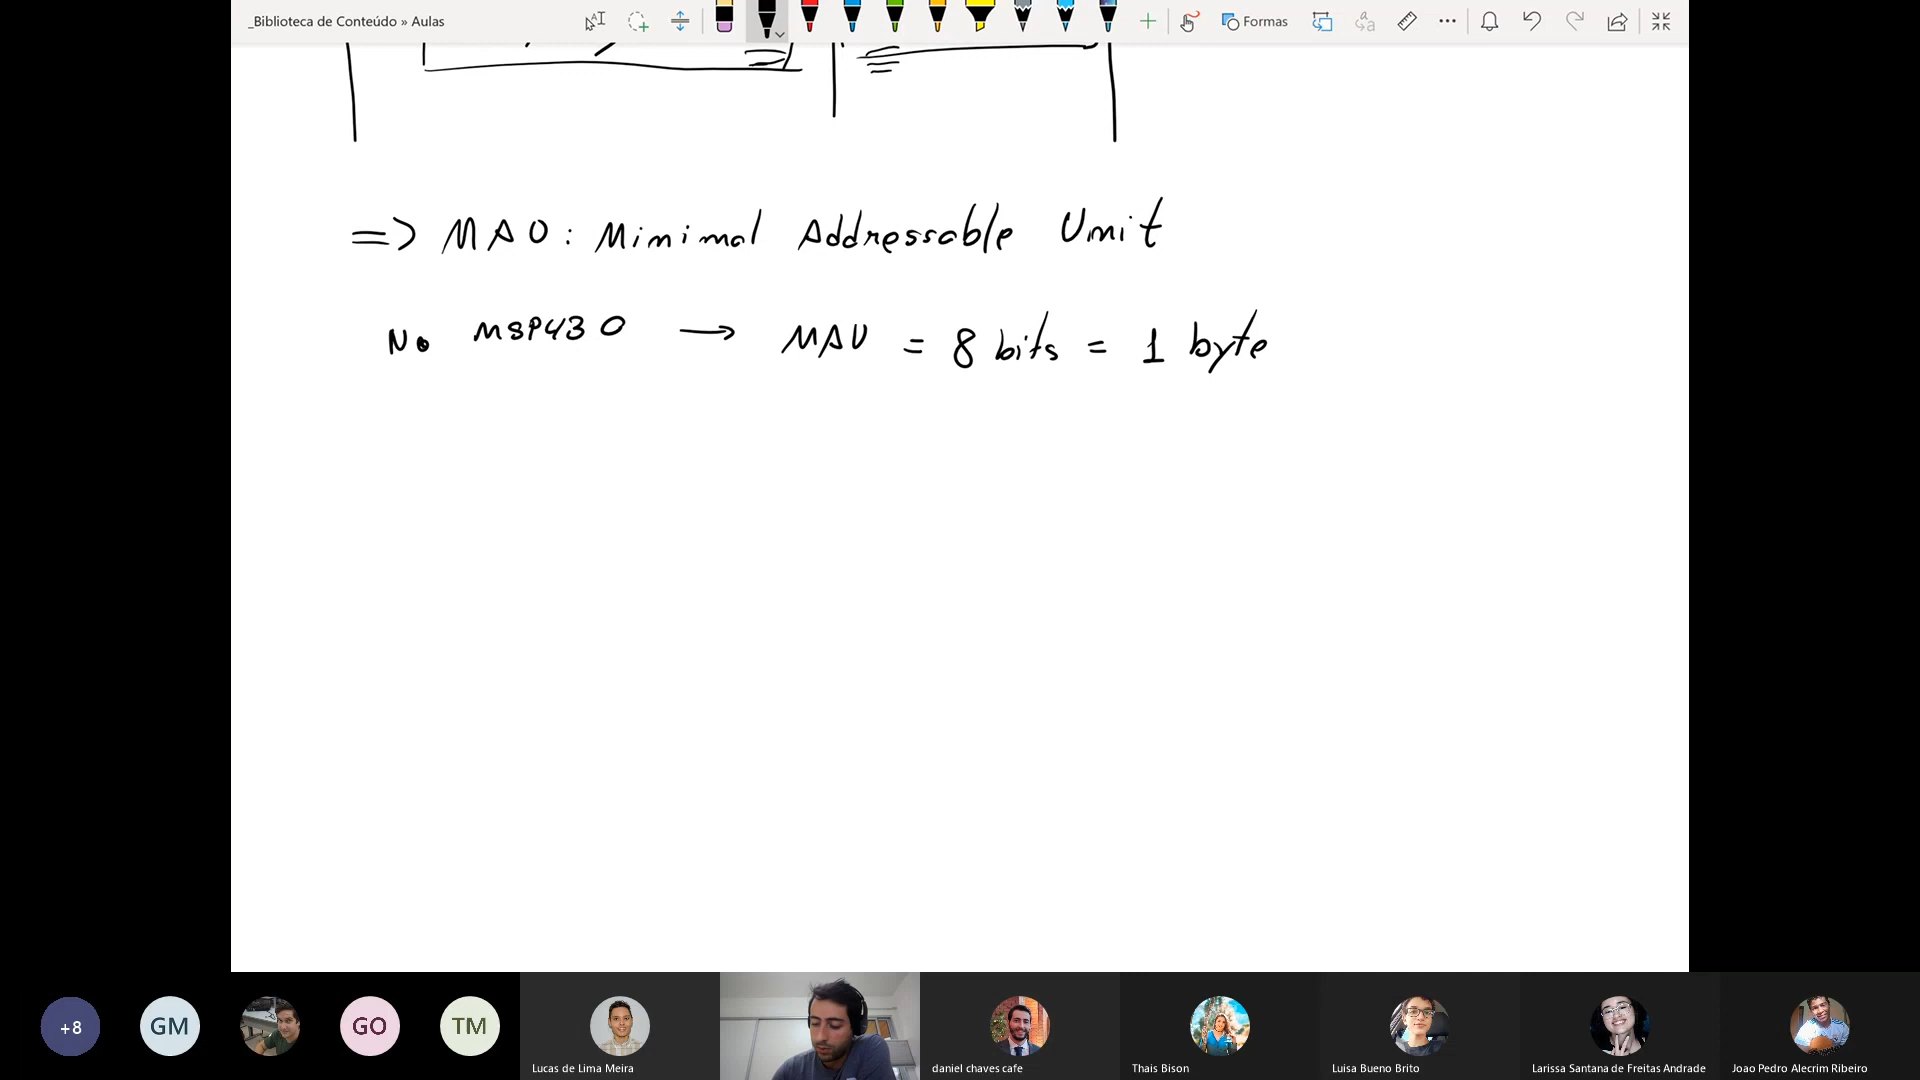 _Biblioteca de Conteúdo » Aulas
Formas
=> MAU: Minimal Addressable Unit
No MSP430 → MAU = 8 bits = 1 byte
+8
GM
GO
TM
Lucas de Lima Meira
daniel chaves cafe
Thais Bison
Luisa Bueno Brito
Larissa Santana de Freitas Andrade
Joao Pedro Alecrim Ribeiro